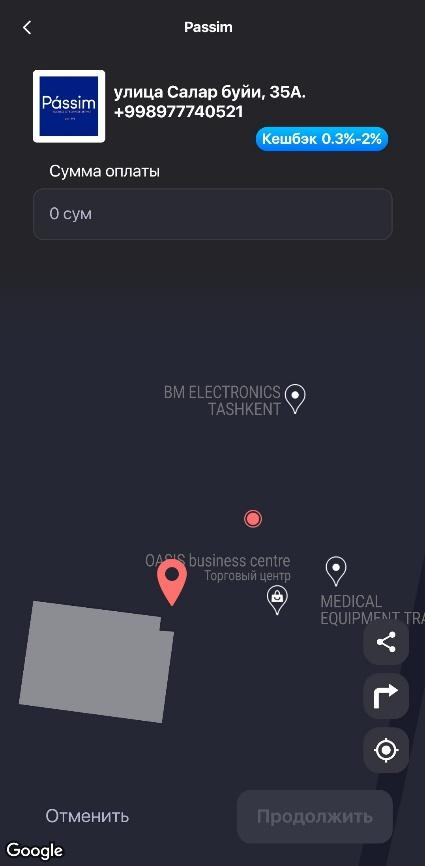 Passim
Pássim
улица Салар буйи, 35А.
+998977740521
Кешбэк 0.3%-2%
Сумма оплаты
0 сум
BM ELECTRONICS
TASHKENT
OASIS business centre
Торговый центр
MEDICAL
EQUIPMENT TRA
Отменить
Продолжить
Google